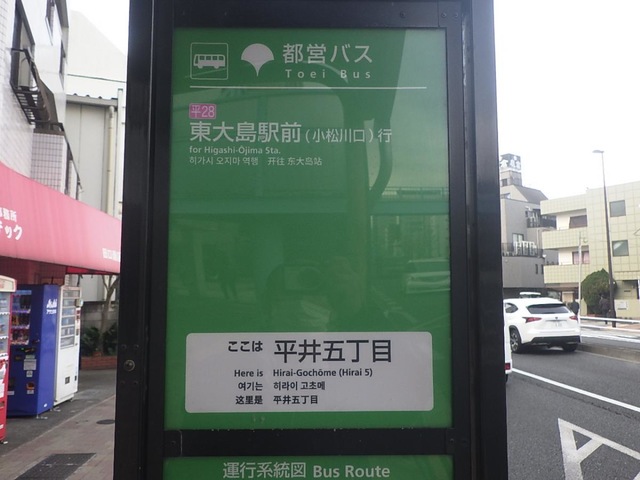 都営バス
Toei Bus
平28
東大島駅前(小松川口)行
for Higashi-Ojima Sta.
히가시 오지마 역행 开往 东大岛站
ここは 平井五丁目
Here is Hirai-Gochōme (Hirai 5)
여기는 히라이 고초메
这里是 平井五丁目
運行系統図 Bus Route